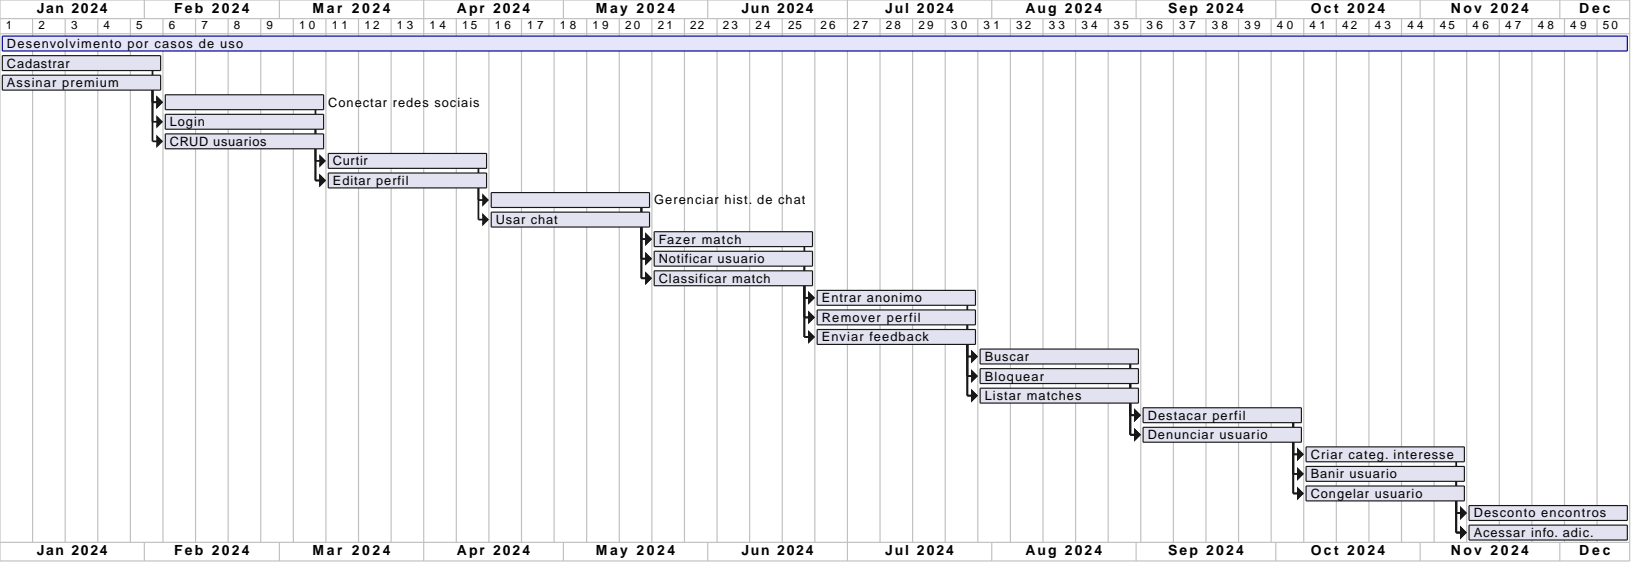 Jan 2024 Feb 2024 Mar 2024 Apr 2024 May 2024 Jun 2024 Jul 2024 Aug 2024 Sep 2024 Oct 2024 Nov 2024 Dec
1 2 3 4 5 6 7 8 9 10 11 12 13 14 15 16 17 18 19 20 21 22 23 24 25 26 27 28 29 30 31 32 33 34 35 36 37 38 39 40 41 42 43 44 45 46 47 48 49 50
Desenvolvimento por casos de uso
Cadastrar
Assinar premium
Conectar redes sociais
Login
CRUD usuarios
Curtir
Editar perfil
Gerenciar hist. de chat
Usar chat
Fazer match
Notificar usuario
Classificar match
Entrar anonimo
Remover perfil
Enviar feedback
Buscar
Bloquear
Listar matches
Destacar perfil
Denunciar usuario
Criar categ. interesse
Banir usuario
Congelar usuario
Desconto encontros
Acessar info. adic.
Jan 2024 Feb 2024 Mar 2024 Apr 2024 May 2024 Jun 2024 Jul 2024 Aug 2024 Sep 2024 Oct 2024 Nov 2024 Dec